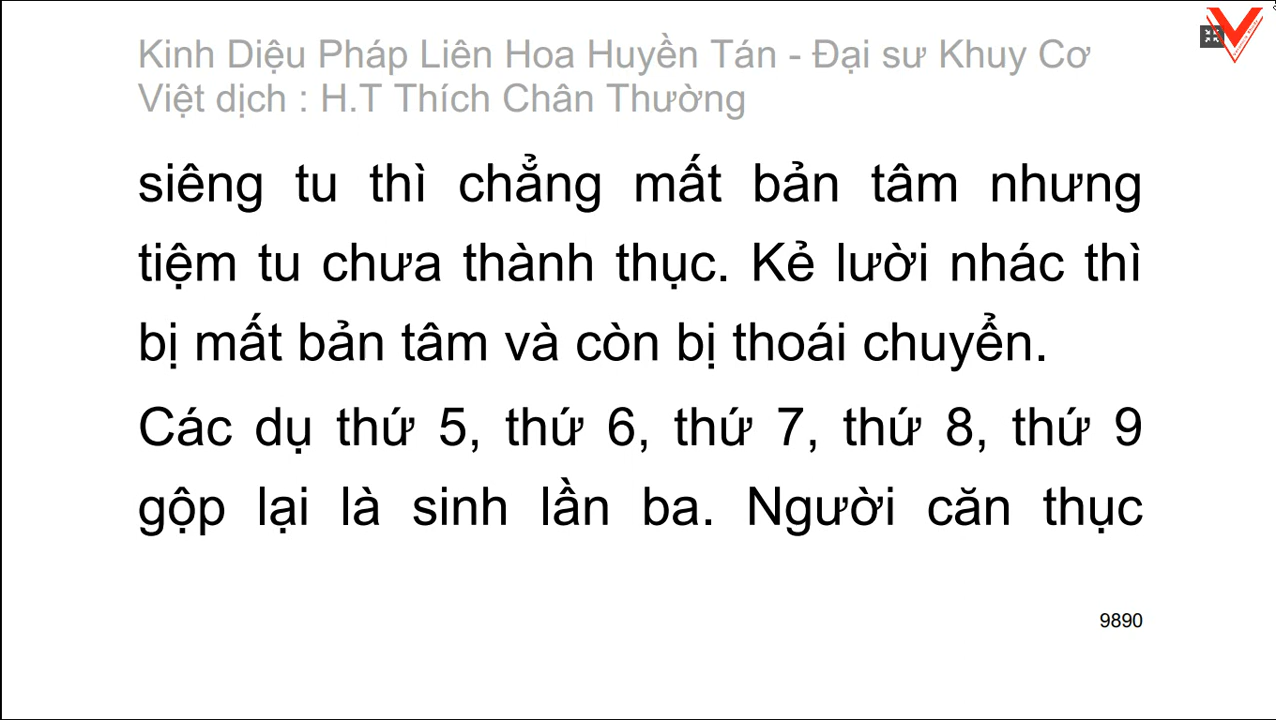 Kinh Diệu Pháp Liên Hoa Huyền Tán - Đại sư Khuy Cơ
Việt dịch : H.T Thích Chân Thường
siêng tu thì chẳng mất bản tâm nhưng
tiệm tu chưa thành thục. Kẻ lười nhác thì
bị mất bản tâm và còn bị thoái chuyển.
Các dụ thứ 5, thứ 6, thứ 7, thứ 8, thứ 9
gộp lại là sinh lần ba. Người căn thục
9890